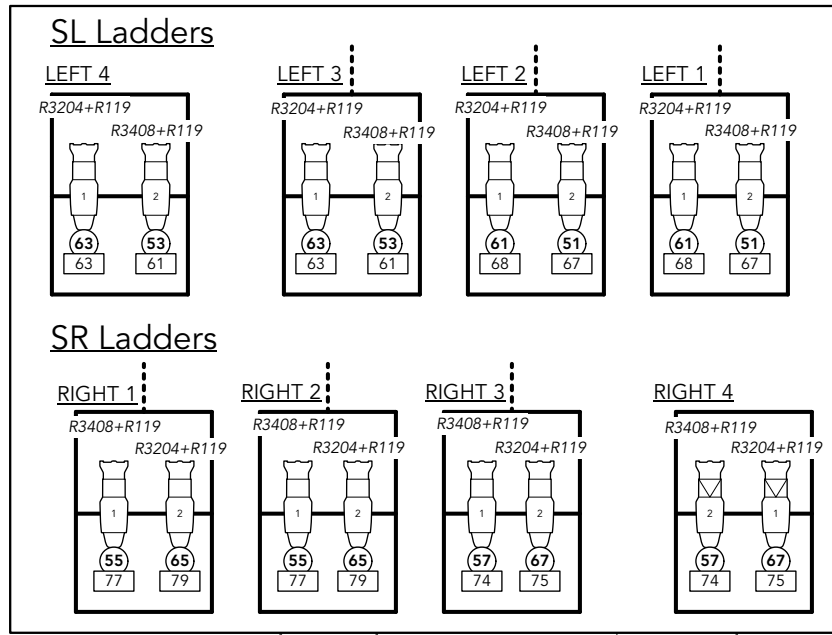 SL Ladders
LEFT 4 LEFT 3 LEFT 2 LEFT 1
R3204+R119 R3204+R119 R3204+R119 R3204+R119
R3408+R119 R3408+R119 R3408+R119 R3408+R119
1 2 1 2 1 2 1 2
63 53 63 53 61 51 61 51
63 61 63 61 68 67 68 67
SR Ladders
RIGHT 1 RIGHT 2 RIGHT 3 RIGHT 4
R3408+R119 R3408+R119 R3408+R119 R3408+R119
R3204+R119 R3204+R119 R3204+R119 R3204+R119
1 2 1 2 1 2 2 1
55 65 55 65 57 67 57 67
77 79 77 79 74 75 74 75